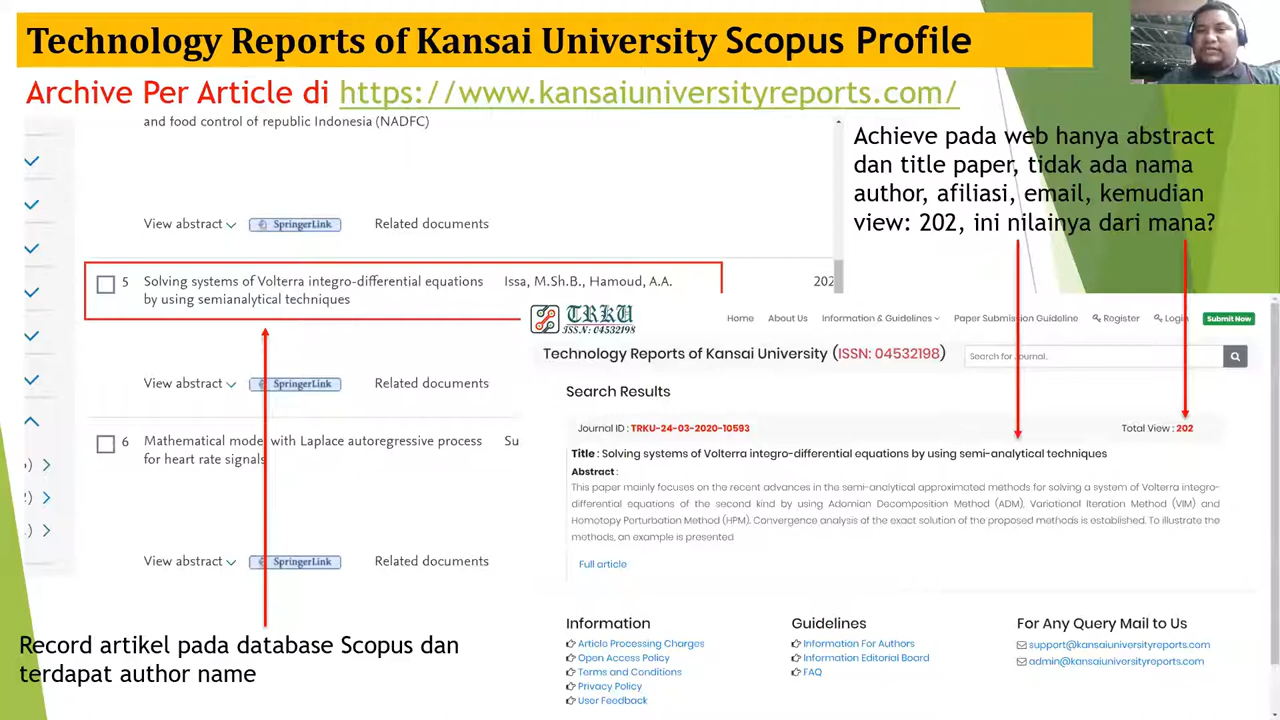 Technology Reports of Kansai University Scopus Profile
Archive Per Article di https://www.kansaiuniversityreports.com/
and food control of republic Indonesia (NADFC)
View abstract SpringerLink Related documents
5 Solving systems of Volterra integro-differential equations Issa, M.Sh.B., Hamoud, A.A. 202
by using semianalytical techniques
View abstract SpringerLink Related documents
6 Mathematical model with Laplace autoregressive process Su
for heart rate signals
View abstract SpringerLink Related documents
Record artikel pada database Scopus dan
terdapat author name
Achieve pada web hanya abstract
dan title paper, tidak ada nama
author, afiliasi, email, kemudian
view: 202, ini nilainya dari mana?
TRKU
ISS.N: 04532198
Home About Us Information & Guidelines Paper Submission Guideline Register Login Submit Now
Technology Reports of Kansai University (ISSN: 04532198) Search for Journal.
Search Results
Journal ID : TRKU-24-03-2020-10593 Total View : 202
Title : Solving systems of Volterra integro-differential equations by using semi-analytical techniques
Abstract :
This paper mainly focuses on the recent advances in the semi-analytical approximated methods for solving a system of Volterra integro-
differential equations of the second kind by using Adomian Decomposition Method (ADM), Variational Iteration Method (VIM) and
Homotopy Perturbation Method (HPM). Convergence analysis of the exact solution of the proposed methods is established. To illustrate the
methods, an example is presented
Full article
Information Guidelines For Any Query Mail to Us
Article Processing Charges Information For Authors support@kansaiuniversityreports.com
Open Access Policy Information Editorial Board admin@kansaiuniversityreports.com
Terms and Conditions FAQ
Privacy Policy
User Feedback